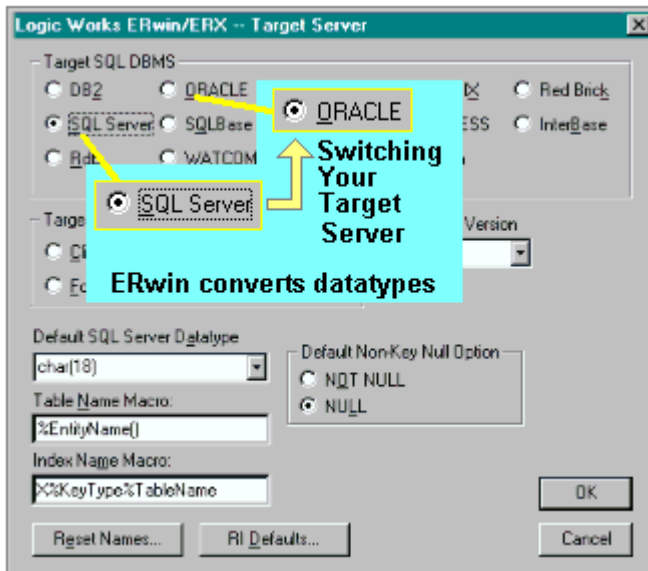 Logic Works ERwin/ERX -- Target Server
Target SQL DBMS
DB2
ORACLE
Red Brick
SQL Server
SQLBase
InterBase
WATCOM
ORACLE
SQL Server
Switching
Your
Target
Server
ERwin converts datatypes
Version
Default SQL Server Datatype
char(18)
Default Non-Key Null Option
NOT NULL
NULL
Table Name Macro:
%EntityName()
Index Name Macro:
X%KeyType%TableName
OK
Reset Names...
RI Defaults...
Cancel